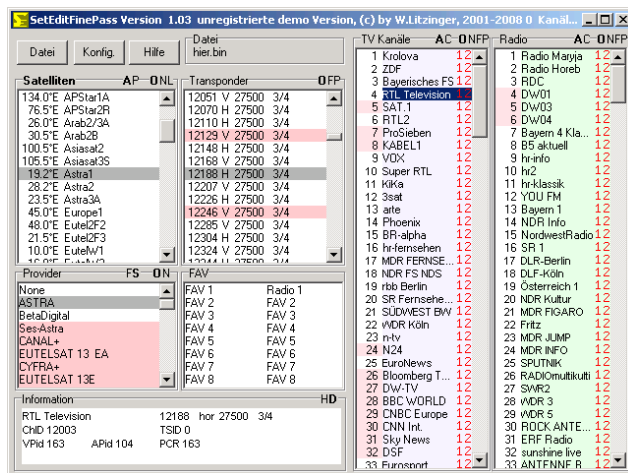 SetEditFinePass Version 1.03 unregistrierte demo Version, (c) by W.Litzinger, 2001-2008 0 Kanäl...
Datei Konfig. Hilfe
Datei
hier.bin
Satelliten AP ONL
134.0°E APStar1A
76.5°E APStar2R
26.0°E Arab2/3A
30.5°E Arab2B
100.5°E Asiasat2
105.5°E Asiasat3S
19.2°E Astra1
28.2°E Astra2
23.5°E Astra3A
45.0°E Europe1
48.0°E Eutel2F2
21.5°E Eutel2F3
10.0°E EutelW1
Transponder OFP
12051 V 27500 3/4
12070 H 27500 3/4
12110 H 27500 3/4
12129 V 27500 3/4
12148 H 27500 3/4
12168 V 27500 3/4
12188 H 27500 3/4
12207 V 27500 3/4
12226 H 27500 3/4
12246 V 27500 3/4
12285 V 27500 3/4
12304 H 27500 3/4
12324 V 27500 3/4
12344 H 27500 3/4
Provider FS ON
None
ASTRA
BetaDigital
Ses-Astra
CANAL+
EUTELSAT 13 EA
CYFRA+
EUTELSAT 13E
FAV
FAV 1 Radio 1
FAV 2 FAV 2
FAV 3 FAV 3
FAV 4 FAV 4
FAV 5 FAV 5
FAV 6 FAV 6
FAV 7 FAV 7
FAV 8 FAV 8
Information HD
RTL Television 12188 hor 27500 3/4
ChID 12003 TSID 0
VPid 163 APid 104 PCR 163
TV Kanäle AC ONFP
1 Krolova 12
2 ZDF 12
3 Bayerisches FS 12
4 RTL Television 12
5 SAT.1 12
6 RTL2 12
7 ProSieben 12
8 KABEL1 12
9 VOX 12
10 Super RTL 12
11 KiKa 12
12 3sat 12
13 arte 12
14 Phoenix 12
15 BR-alpha 12
16 hr-fernsehen 12
17 MDR FERNSE... 12
18 NDR FS NDS 12
19 rbb Berlin 12
20 SR Fernsehe... 12
21 SÜDWEST BW 12
22 WDR Köln 12
23 n-tv 12
24 N24 12
25 EuroNews 12
26 Bloomberg T... 12
27 DW-TV 12
28 BBC WORLD 12
29 CNBC Europe 12
30 CNN Int. 12
31 Sky News 12
32 DSF 12
33 Eurosport 12
Radio AC ONFP
1 Radio Maryja 12
2 Radio Horeb 12
3 RDC 12
4 DW01 12
5 DW03 12
6 DW04 12
7 Bayern 4 Kla... 12
8 B5 aktuell 12
9 hr-info 12
10 hr2 12
11 hr-klassik 12
12 YOU FM 12
13 Bayern 1 12
14 NDR Info 12
15 NordwestRadio 12
16 SR 1 12
17 DLR-Berlin 12
18 DLF-Köln 12
19 Österreich 1 12
20 NDR Kultur 12
21 MDR FIGARO 12
22 Fritz 12
23 MDR JUMP 12
24 MDR INFO 12
25 SPUTNIK 12
26 RADIOmultikulti 12
27 SWR2 12
28 WDR 3 12
29 WDR 5 12
30 ROCK ANTE... 12
31 ERF Radio 12
32 sunshine live 12
33 ANTENNE B 12